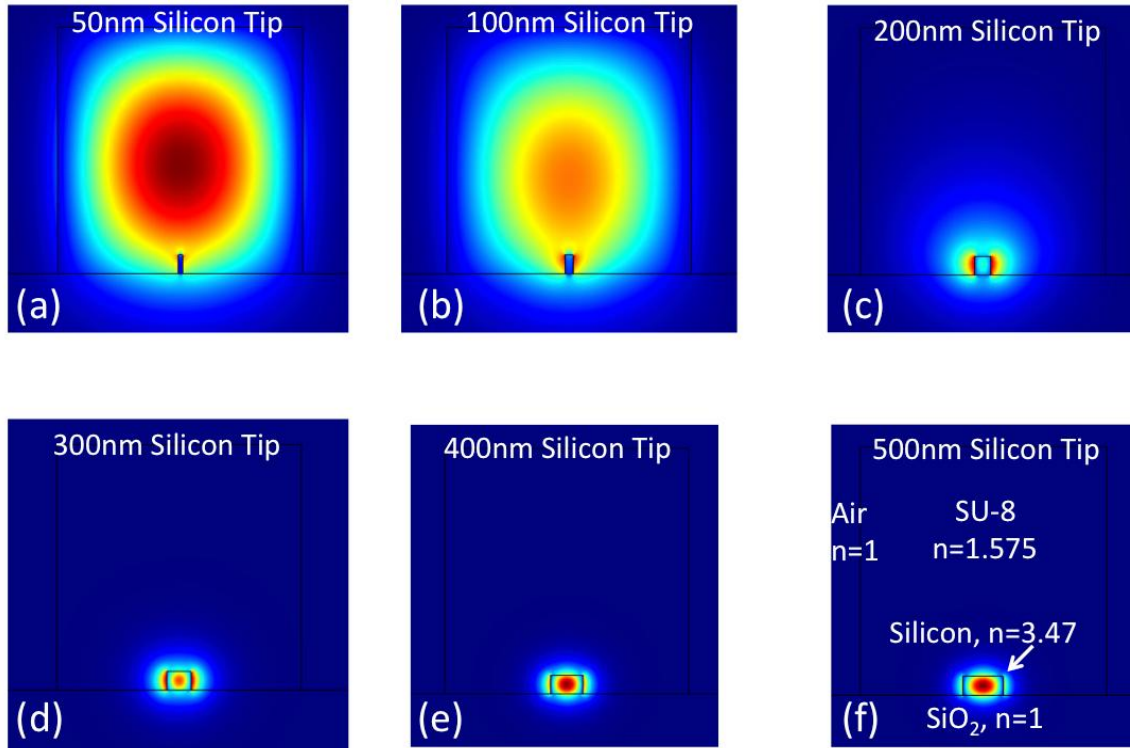 50nm Silicon Tip
(a)
100nm Silicon Tip
(b)
200nm Silicon Tip
(c)
300nm Silicon Tip
(d)
400nm Silicon Tip
(e)
500nm Silicon Tip
Air
n=1
SU-8
n=1.575
Silicon, n=3.47
SiO₂, n=1
(f)